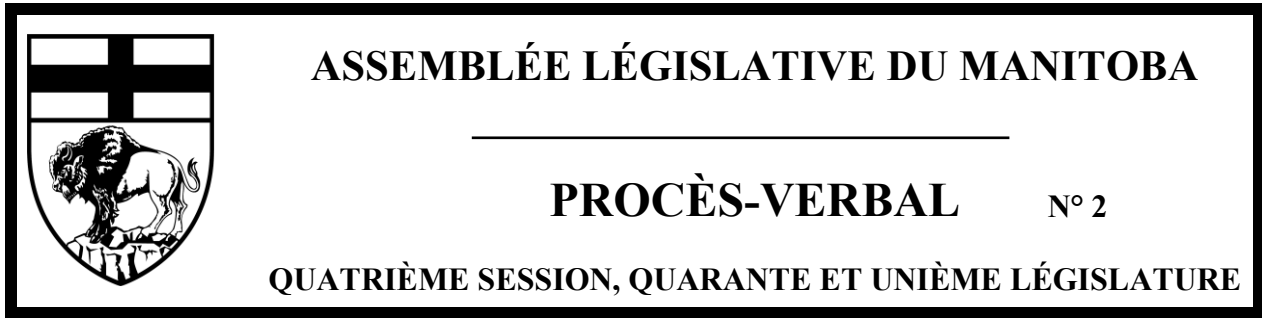 ASSEMBLÉE LÉGISLATIVE DU MANITOBA
PROCÈS-VERBAL N° 2
QUATRIÈME SESSION, QUARANTE ET UNIÈME LÉGISLATURE